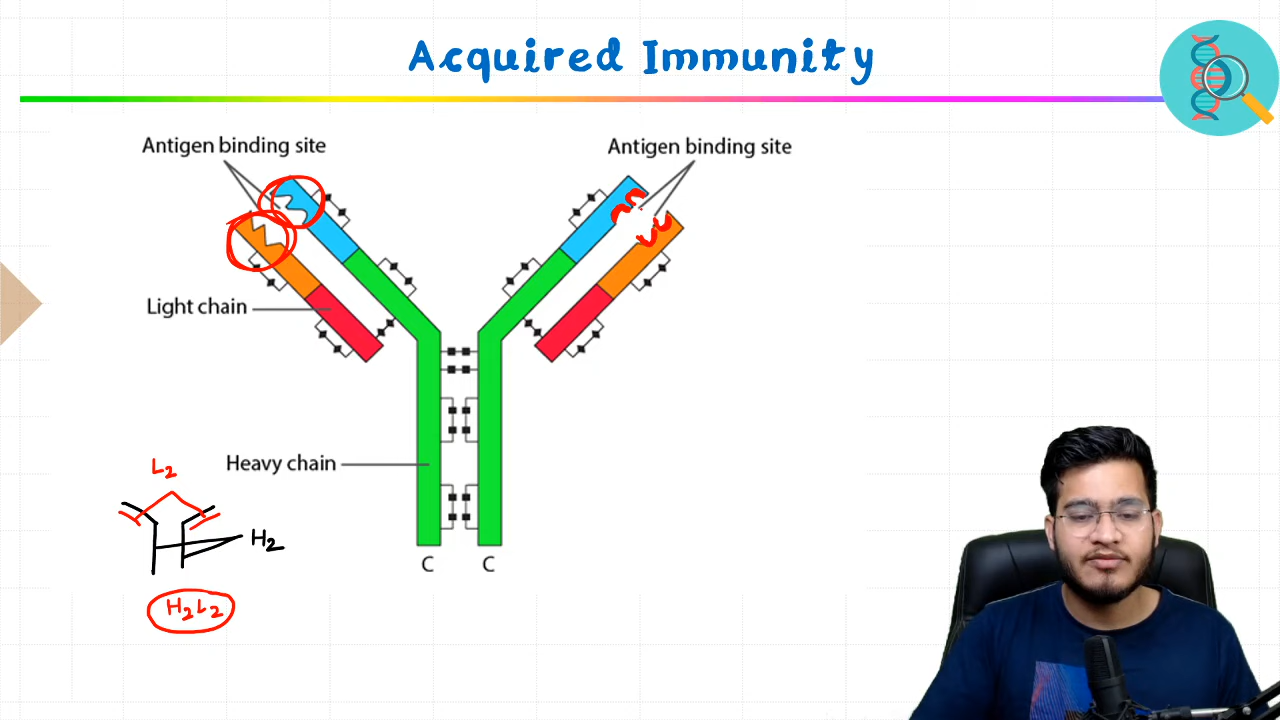 Acquired Immunity
Antigen binding site
Antigen binding site
Light chain
Heavy chain
L2
H2
H2L2
C
C